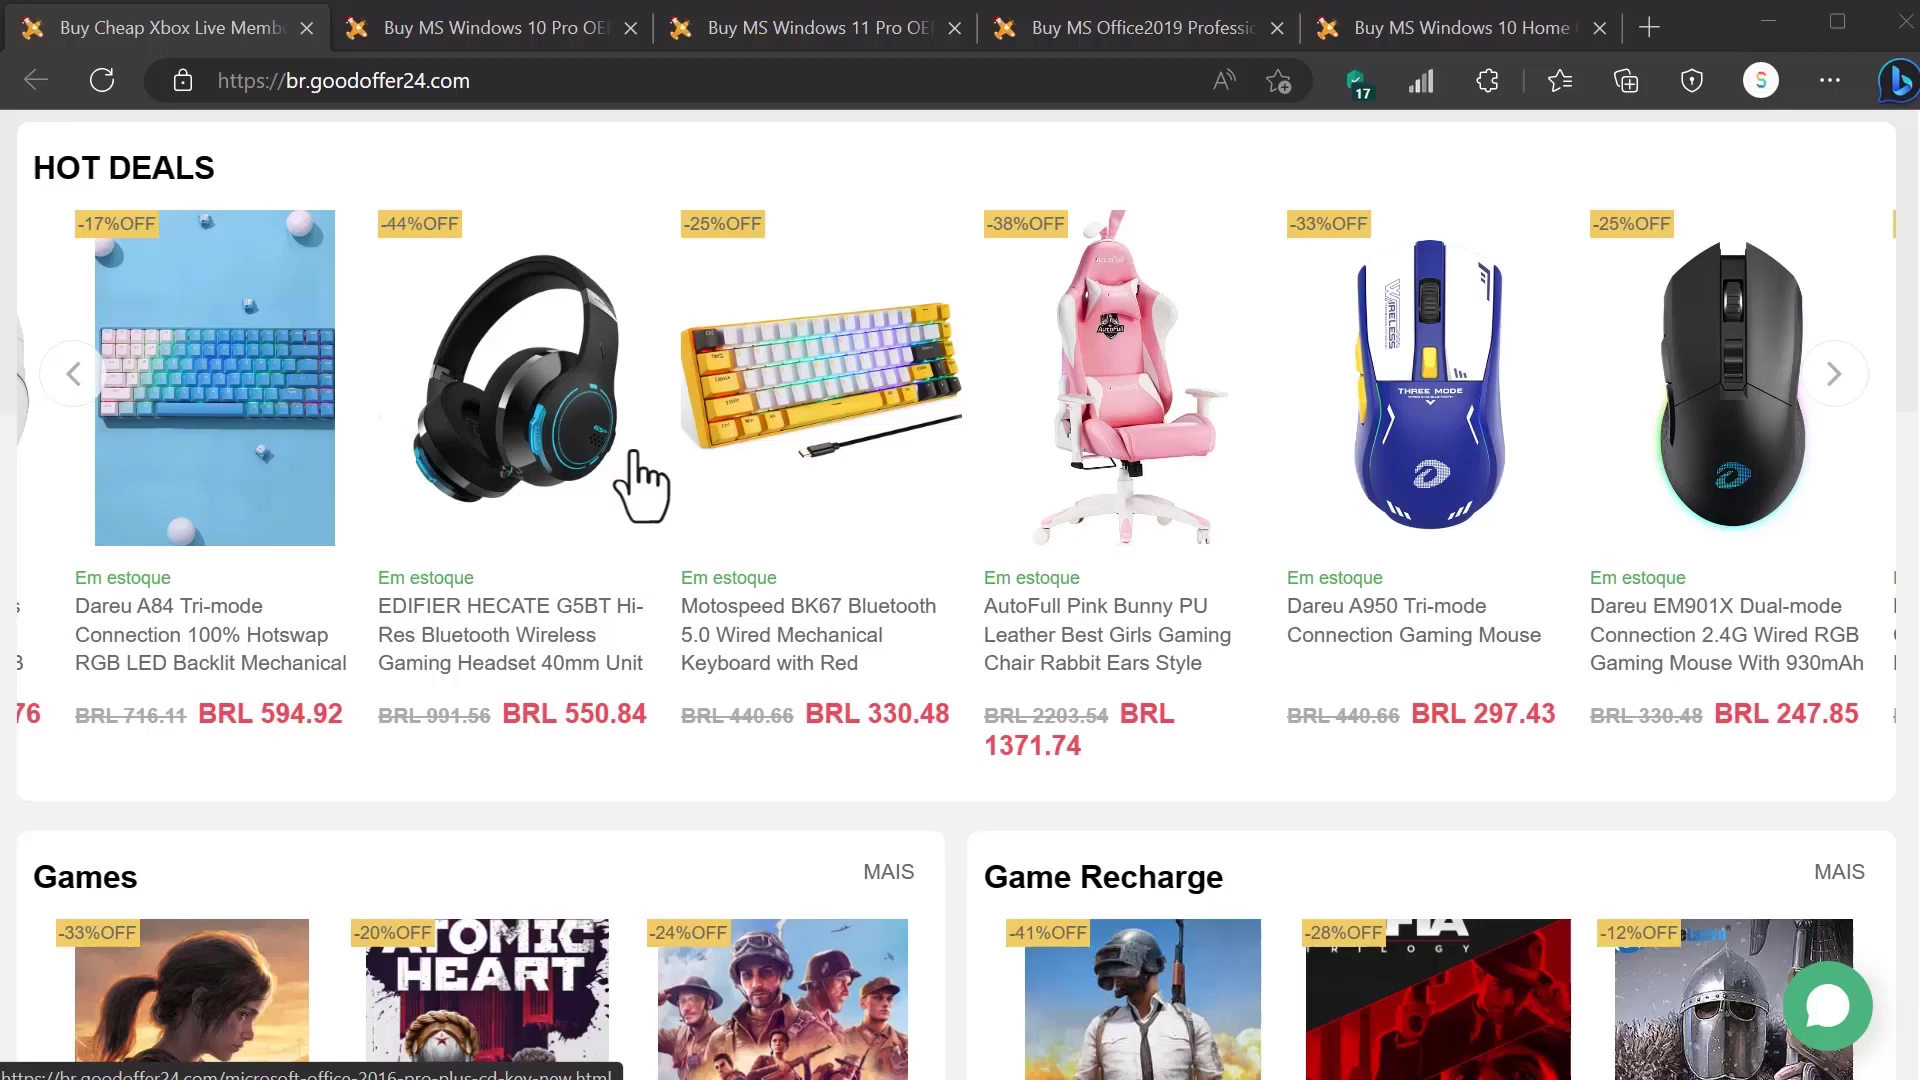 Buy Cheap Xbox Live Membe
Buy MS Windows 10 Pro OE
Buy MS Windows 11 Pro OE
Buy MS Office2019 Professio
Buy MS Windows 10 Home
https://br.goodoffer24.com
17
S
HOT DEALS
-17%OFF
-44%OFF
-25%OFF
-38%OFF
-33%OFF
-25%OFF
AutoFull
WIRELESS
THREE MODE
Em estoque
Em estoque
Em estoque
Em estoque
Em estoque
Em estoque
Dareu A84 Tri-mode
Connection 100% Hotswap
RGB LED Backlit Mechanical
EDIFIER HECATE G5BT Hi-
Res Bluetooth Wireless
Gaming Headset 40mm Unit
Motospeed BK67 Bluetooth
5.0 Wired Mechanical
Keyboard with Red
AutoFull Pink Bunny PU
Leather Best Girls Gaming
Chair Rabbit Ears Style
Dareu A950 Tri-mode
Connection Gaming Mouse
Dareu EM901X Dual-mode
Connection 2.4G Wired RGB
Gaming Mouse With 930mAh
76
BRL 716.11 BRL 594.92
BRL 991.56 BRL 550.84
BRL 440.66 BRL 330.48
BRL 2203.54 BRL
1371.74
BRL 440.66 BRL 297.43
BRL 330.48 BRL 247.85
Games
MAIS
Game Recharge
MAIS
-33%OFF
-20%OFF
-24%OFF
-41%OFF
-28%OFF
-12%OFF
ATOMIC
HEART
TRILOGY
https://br.goodoffer24.com/microsoft-office-2016-pro-plus-cd-key-new.html